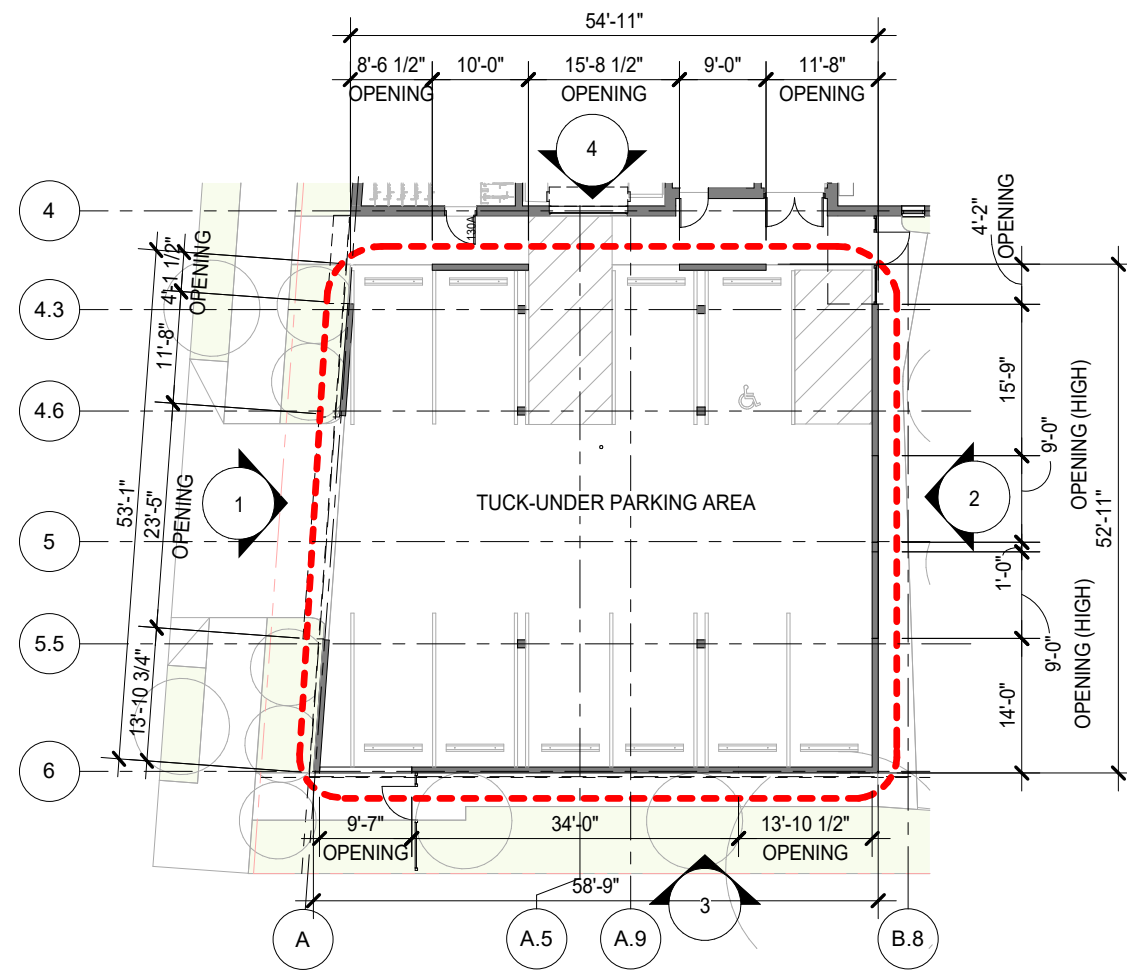 54'-11"
8'-6 1/2"
10'-0"
15'-8 1/2"
9'-0"
11'-8"
OPENING
OPENING
OPENING
4
4
130A
4'-2"
OPENING
4'-1 1/2"
OPENING
4.3
11'-8"
15'-9"
4.6
9'-0"
OPENING (HIGH)
1
TUCK-UNDER PARKING AREA
2
53'-1"
23'-5"
OPENING
52'-11"
5
1'-0"
9'-0"
OPENING (HIGH)
5.5
13'-10 3/4"
14'-0"
6
9'-7"
34'-0"
13'-10 1/2"
OPENING
OPENING
58'-9"
3
A
A.5
A.9
B.8